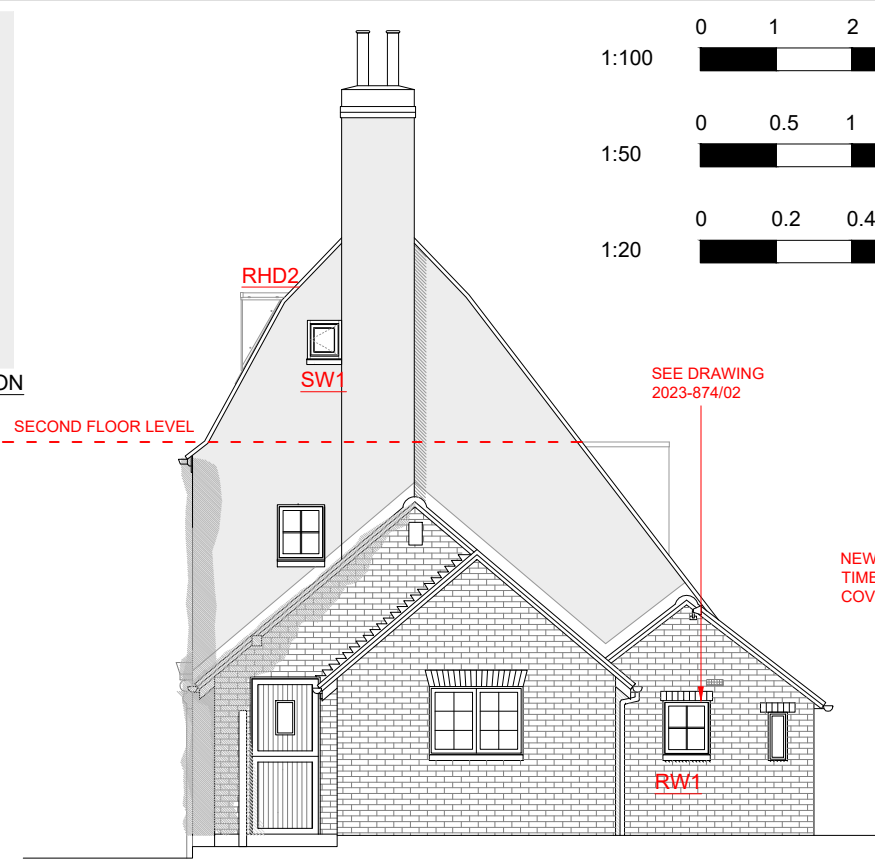 0 1 2
1:100
0 0.5 1
1:50
0 0.2 0.4
1:20
RHD2
SW1
ON
SEE DRAWING
2023-874/02
SECOND FLOOR LEVEL
NEW
TIMBE
COV
RW1